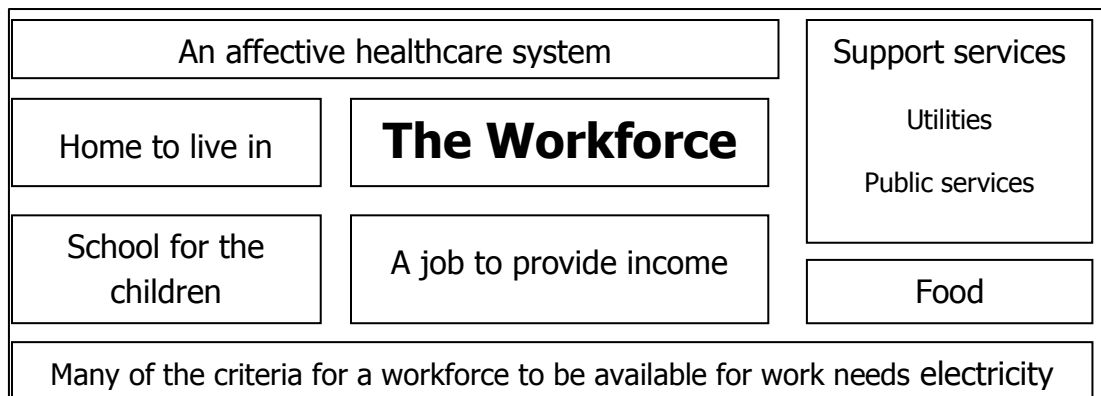 An affective healthcare system
Support services
Utilities
Public services
Home to live in
The Workforce
School for the
children
A job to provide income
Food
Many of the criteria for a workforce to be available for work needs electricity